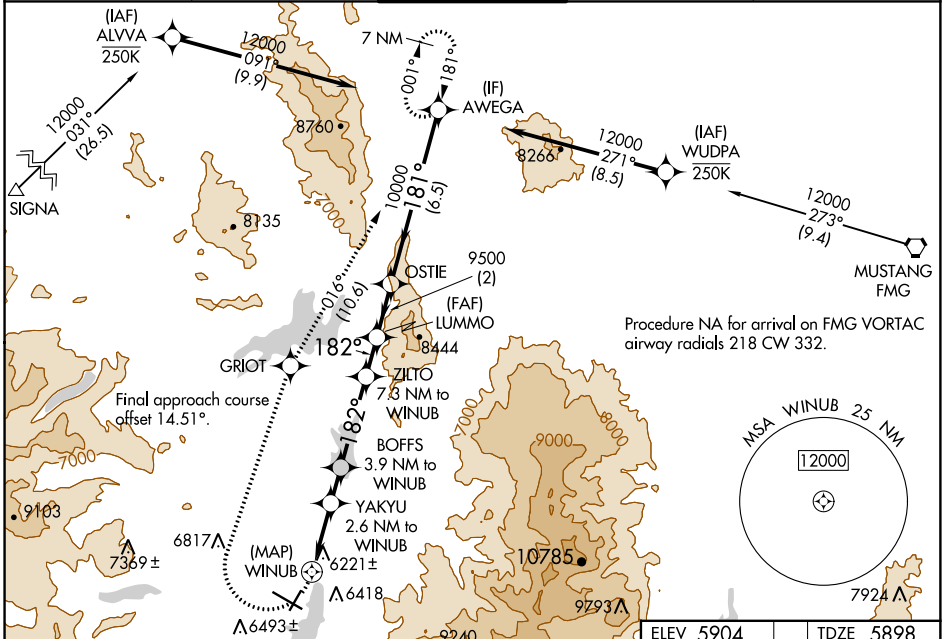 (IAF)
ALVVA
250K
12000
091°
(9.9)
7 NM
001°
181°
(IF)
AWEGA
12000
031°
(26.5)
SIGNA
8760
7000
8135
10000
181°
(6.5)
8266
12000
271°
(8.5)
(IAF)
WUDPA
250K
12000
273°
(9.4)
MUSTANG
FMG
016°
(10.6)
OSTIE
9500
(2)
(FAF)
LUMMO
8444
Procedure NA for arrival on FMG VORTAC
airway radials 218 CW 332.
GRIOT
182°
ZILTO
7.3 NM to
WINUB
Final approach course
offset 14.51°.
182°
BOFFS
3.9 NM to
WINUB
YAKYU
2.6 NM to
WINUB
7000
9000
8000
MSA WINUB 25 NM
12000
7000
9103
7369±
6817
(MAP)
WINUB
6221±
6418
6493±
10785
9793
7924
9240
ELEV 5904
TDZE 5898